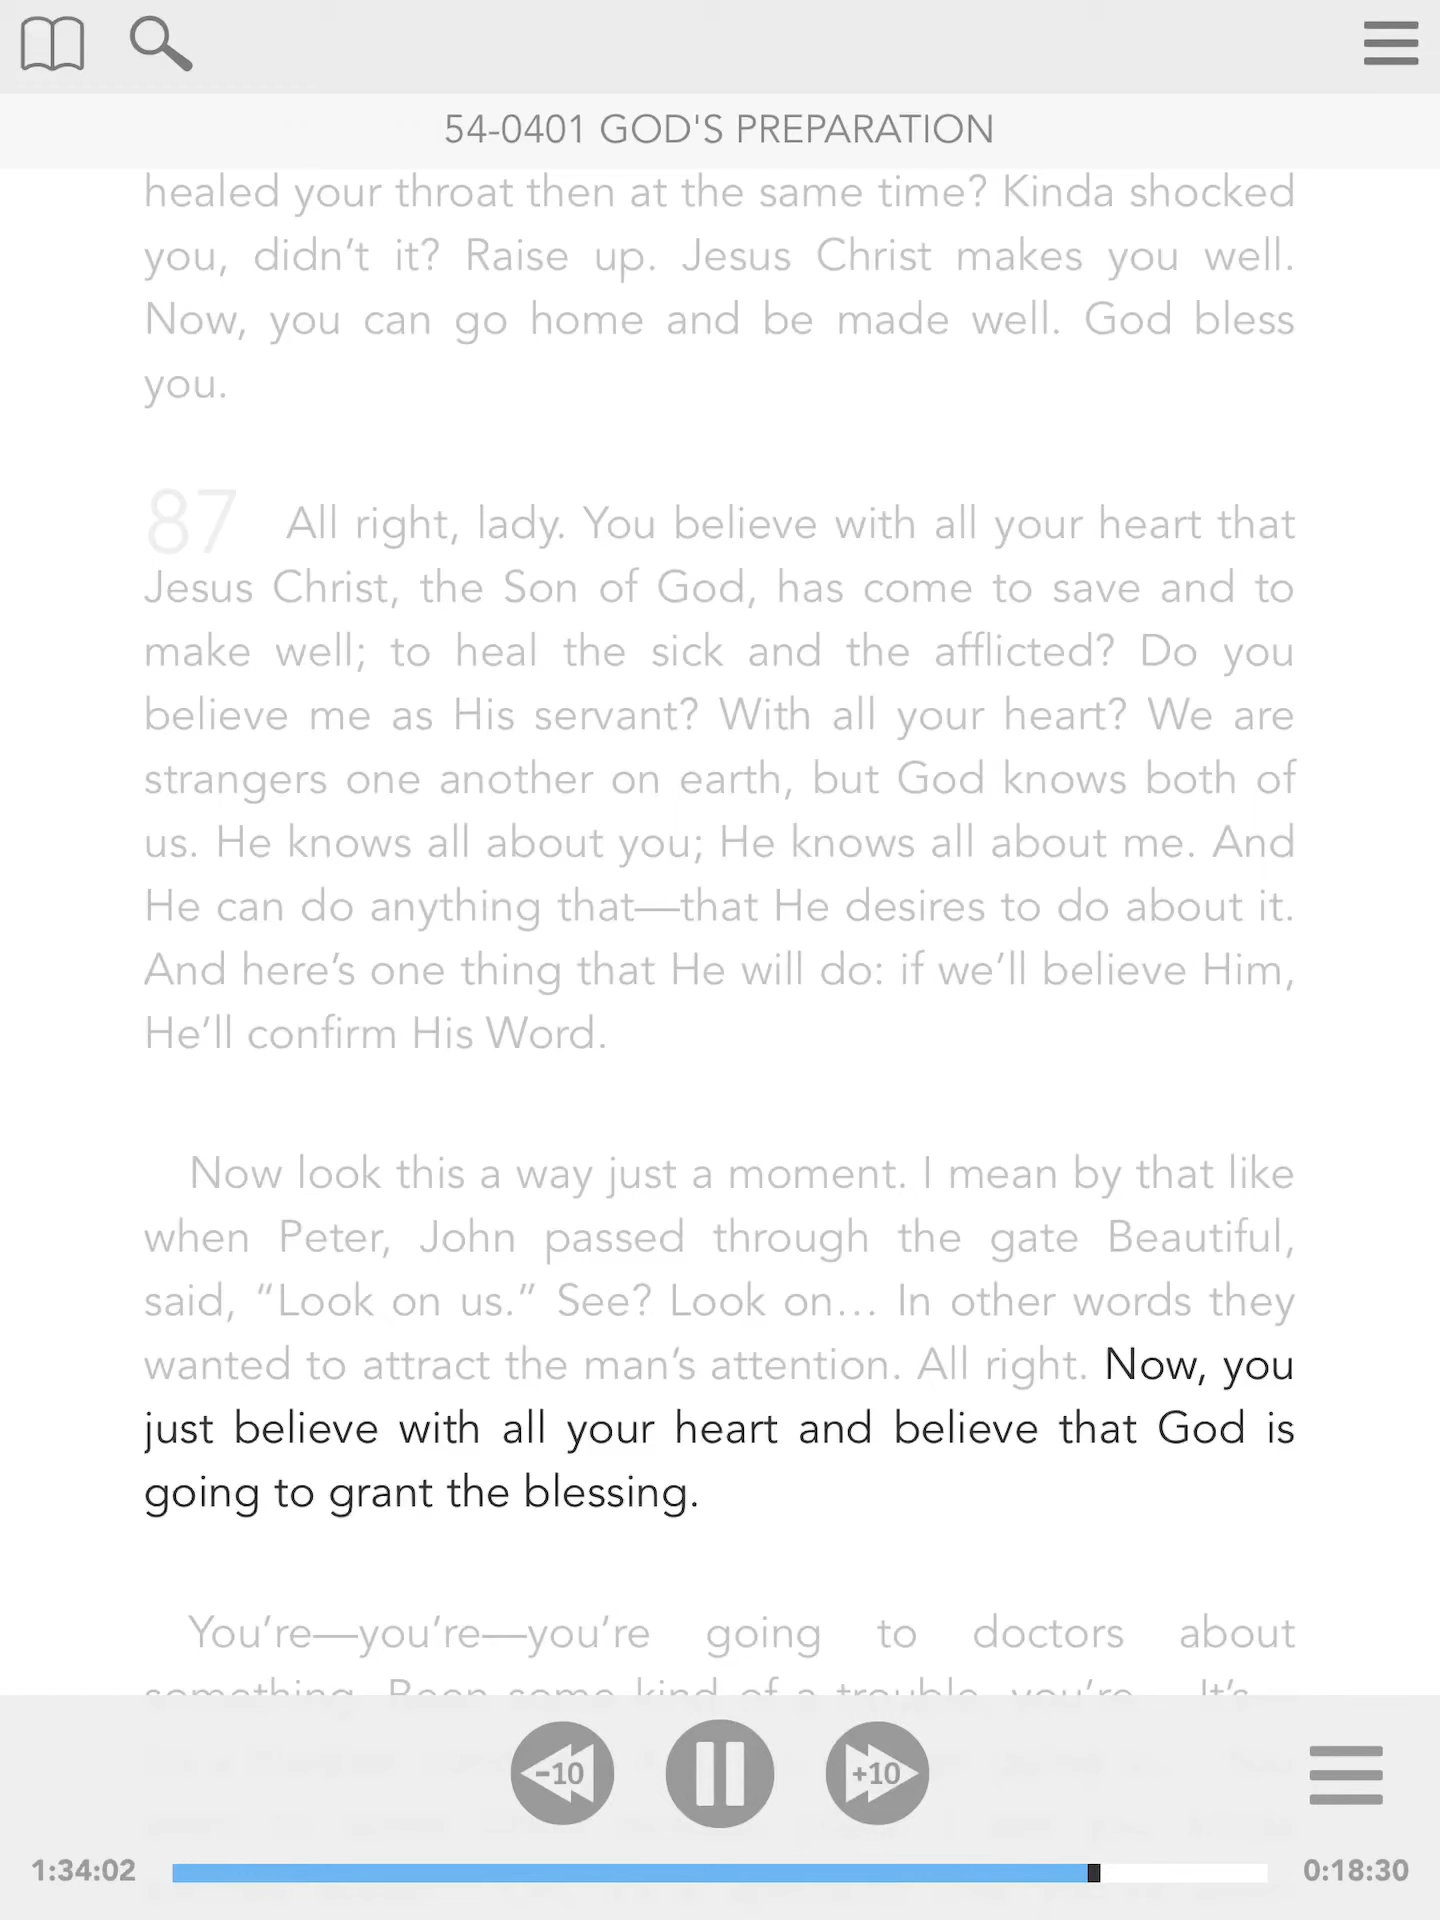 54-0401 GOD'S PREPARATION
healed your throat then at the same time? Kinda shocked
you, didn’t it? Raise up. Jesus Christ makes you well.
Now, you can go home and be made well. God bless
you.
87 All right, lady. You believe with all your heart that
Jesus Christ, the Son of God, has come to save and to
make well; to heal the sick and the afflicted? Do you
believe me as His servant? With all your heart? We are
strangers one another on earth, but God knows both of
us. He knows all about you; He knows all about me. And
He can do anything that—that He desires to do about it.
And here’s one thing that He will do: if we’ll believe Him,
He’ll confirm His Word.
Now look this a way just a moment. I mean by that like
when Peter, John passed through the gate Beautiful,
said, “Look on us.” See? Look on… In other words they
wanted to attract the man’s attention. All right. Now, you
just believe with all your heart and believe that God is
going to grant the blessing.
You’re—you’re—you’re going to doctors about
something. Been some kind of a trouble, you’re… It’s—
-10 +10
1:34:02 0:18:30